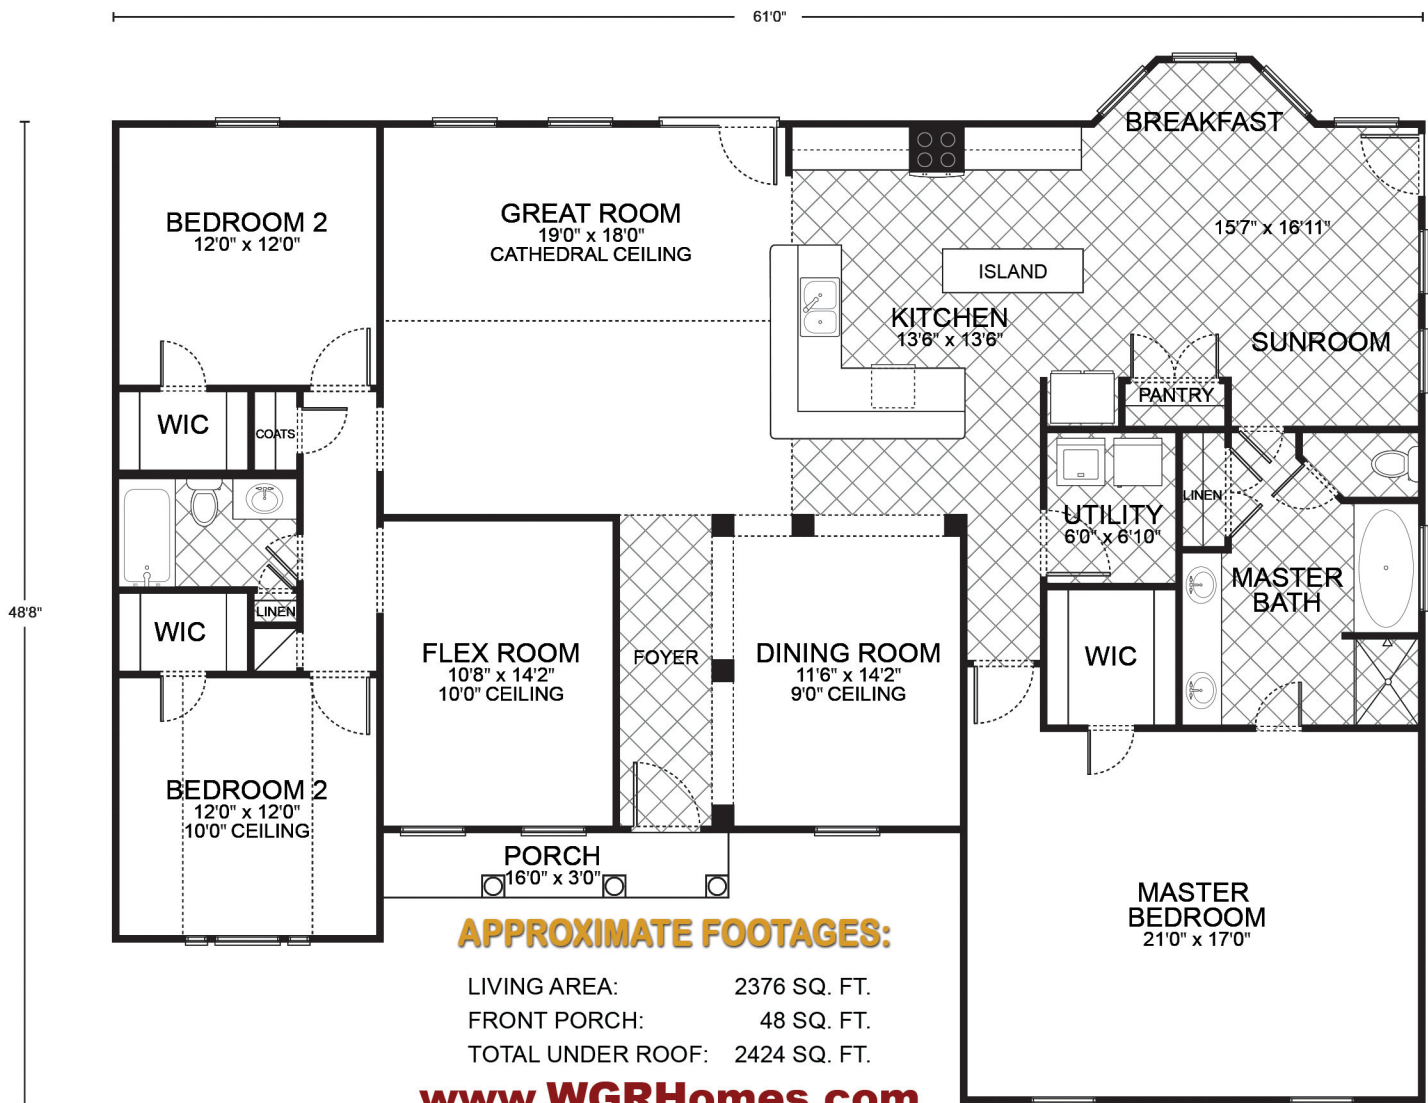 61'0"
BREAKFAST
BEDROOM 2
12'0" x 12'0"
GREAT ROOM
19'0" x 18'0"
CATHEDRAL CEILING
15'7" x 16'11"
ISLAND
KITCHEN
13'6" x 13'6"
SUNROOM
PANTRY
WIC
COATS
LINEN
UTILITY
6'0" x 6'10"
MASTER
BATH
48'8"
LINEN
WIC
FLEX ROOM
10'8" x 14'2"
10'0" CEILING
FOYER
DINING ROOM
11'6" x 14'2"
9'0" CEILING
WIC
BEDROOM 2
12'0" x 12'0"
10'0" CEILING
PORCH
16'0" x 3'0"
MASTER
BEDROOM
21'0" x 17'0"
APPROXIMATE FOOTAGES:
LIVING AREA: 2376 SQ. FT.
FRONT PORCH: 48 SQ. FT.
TOTAL UNDER ROOF: 2424 SQ. FT.
www.WGRHomes.com